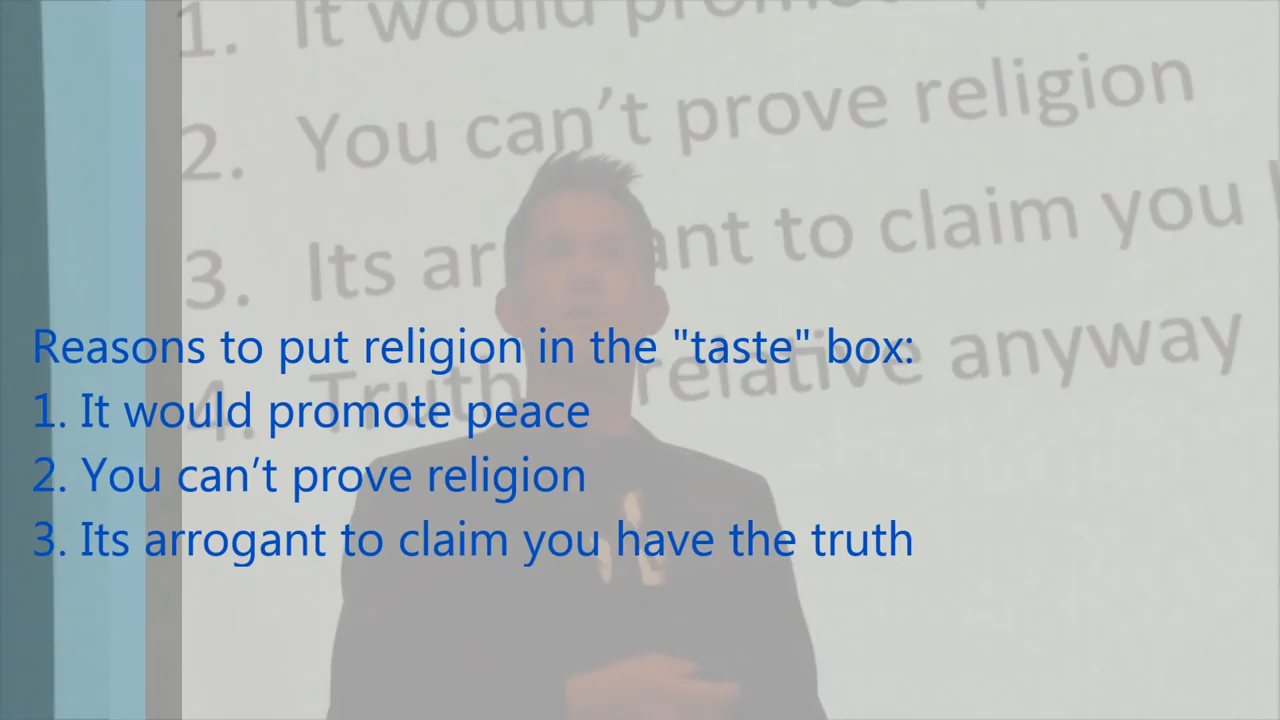 1. It would promot
2. You can’t prove religion
3. Its arrogant to claim you
4. Truth relative anyway
Reasons to put religion in the "taste" box:
1. It would promote peace
2. You can’t prove religion
3. Its arrogant to claim you have the truth